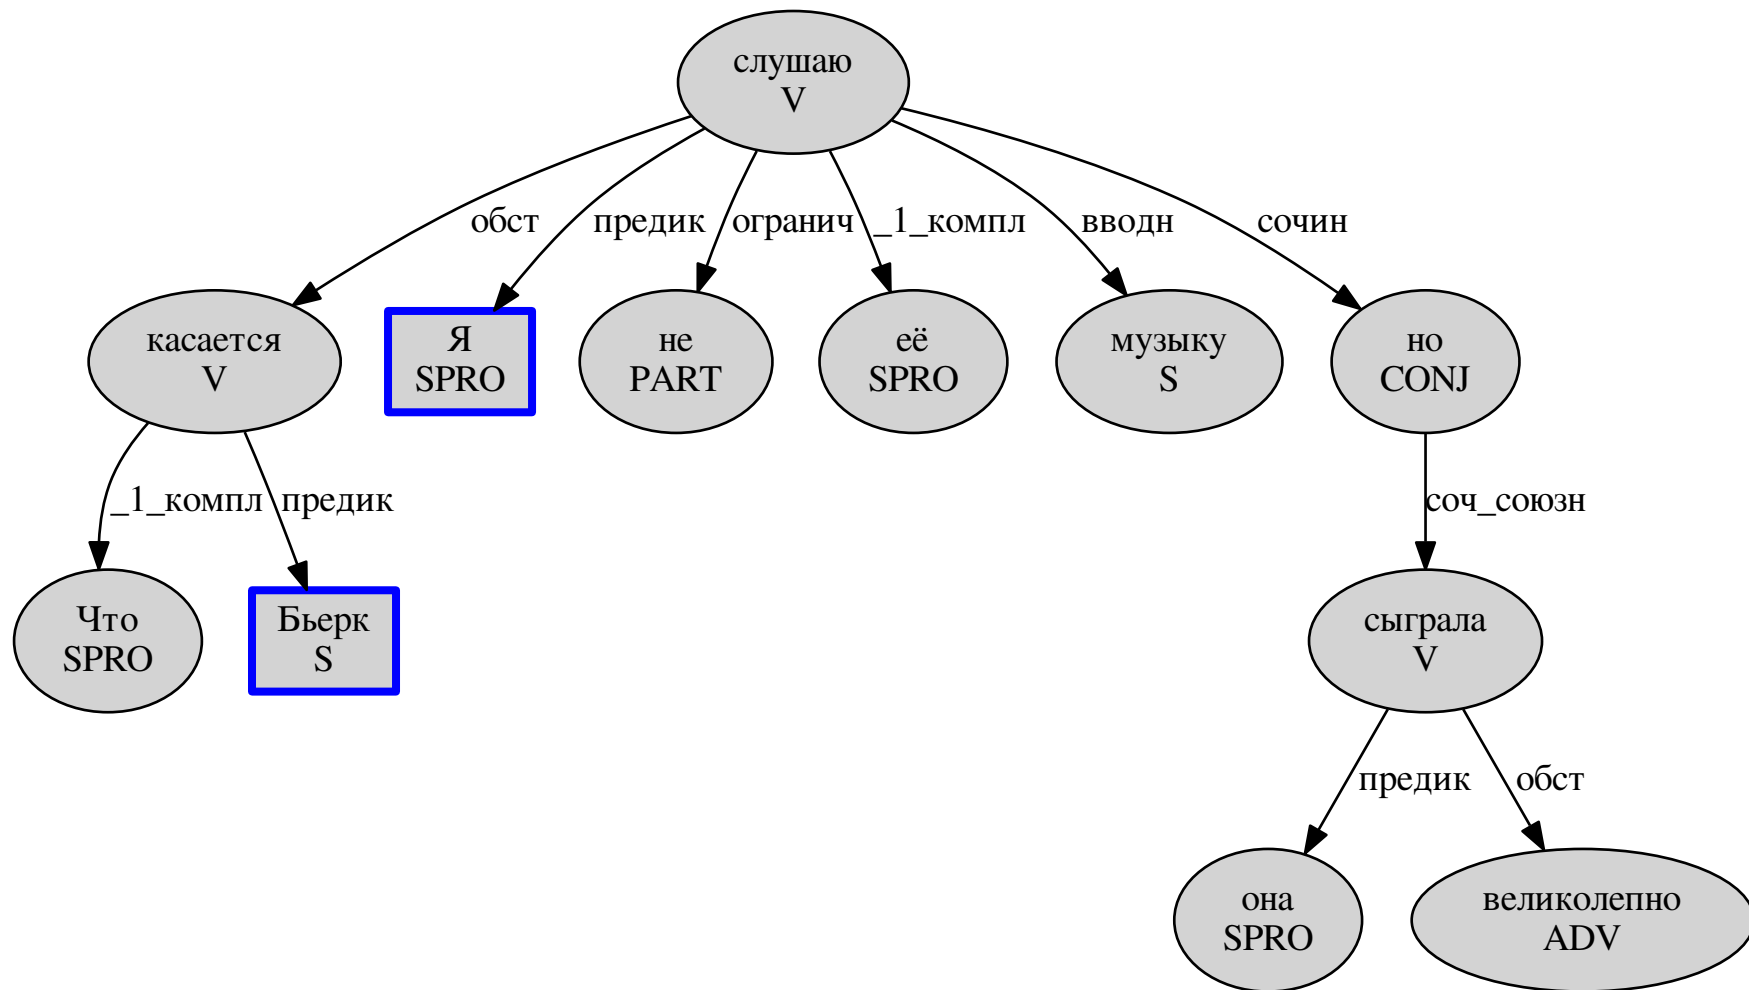 слушаю
V
обст
предик
огранич
_1_компл
вводн
сочин
касается
V
Я
SPRO
не
PART
её
SPRO
музыку
S
но
CONJ
_1_компл
предик
соч_союзн
Что
SPRO
Бьерк
S
сыграла
V
предик
обст
она
SPRO
великолепно
ADV